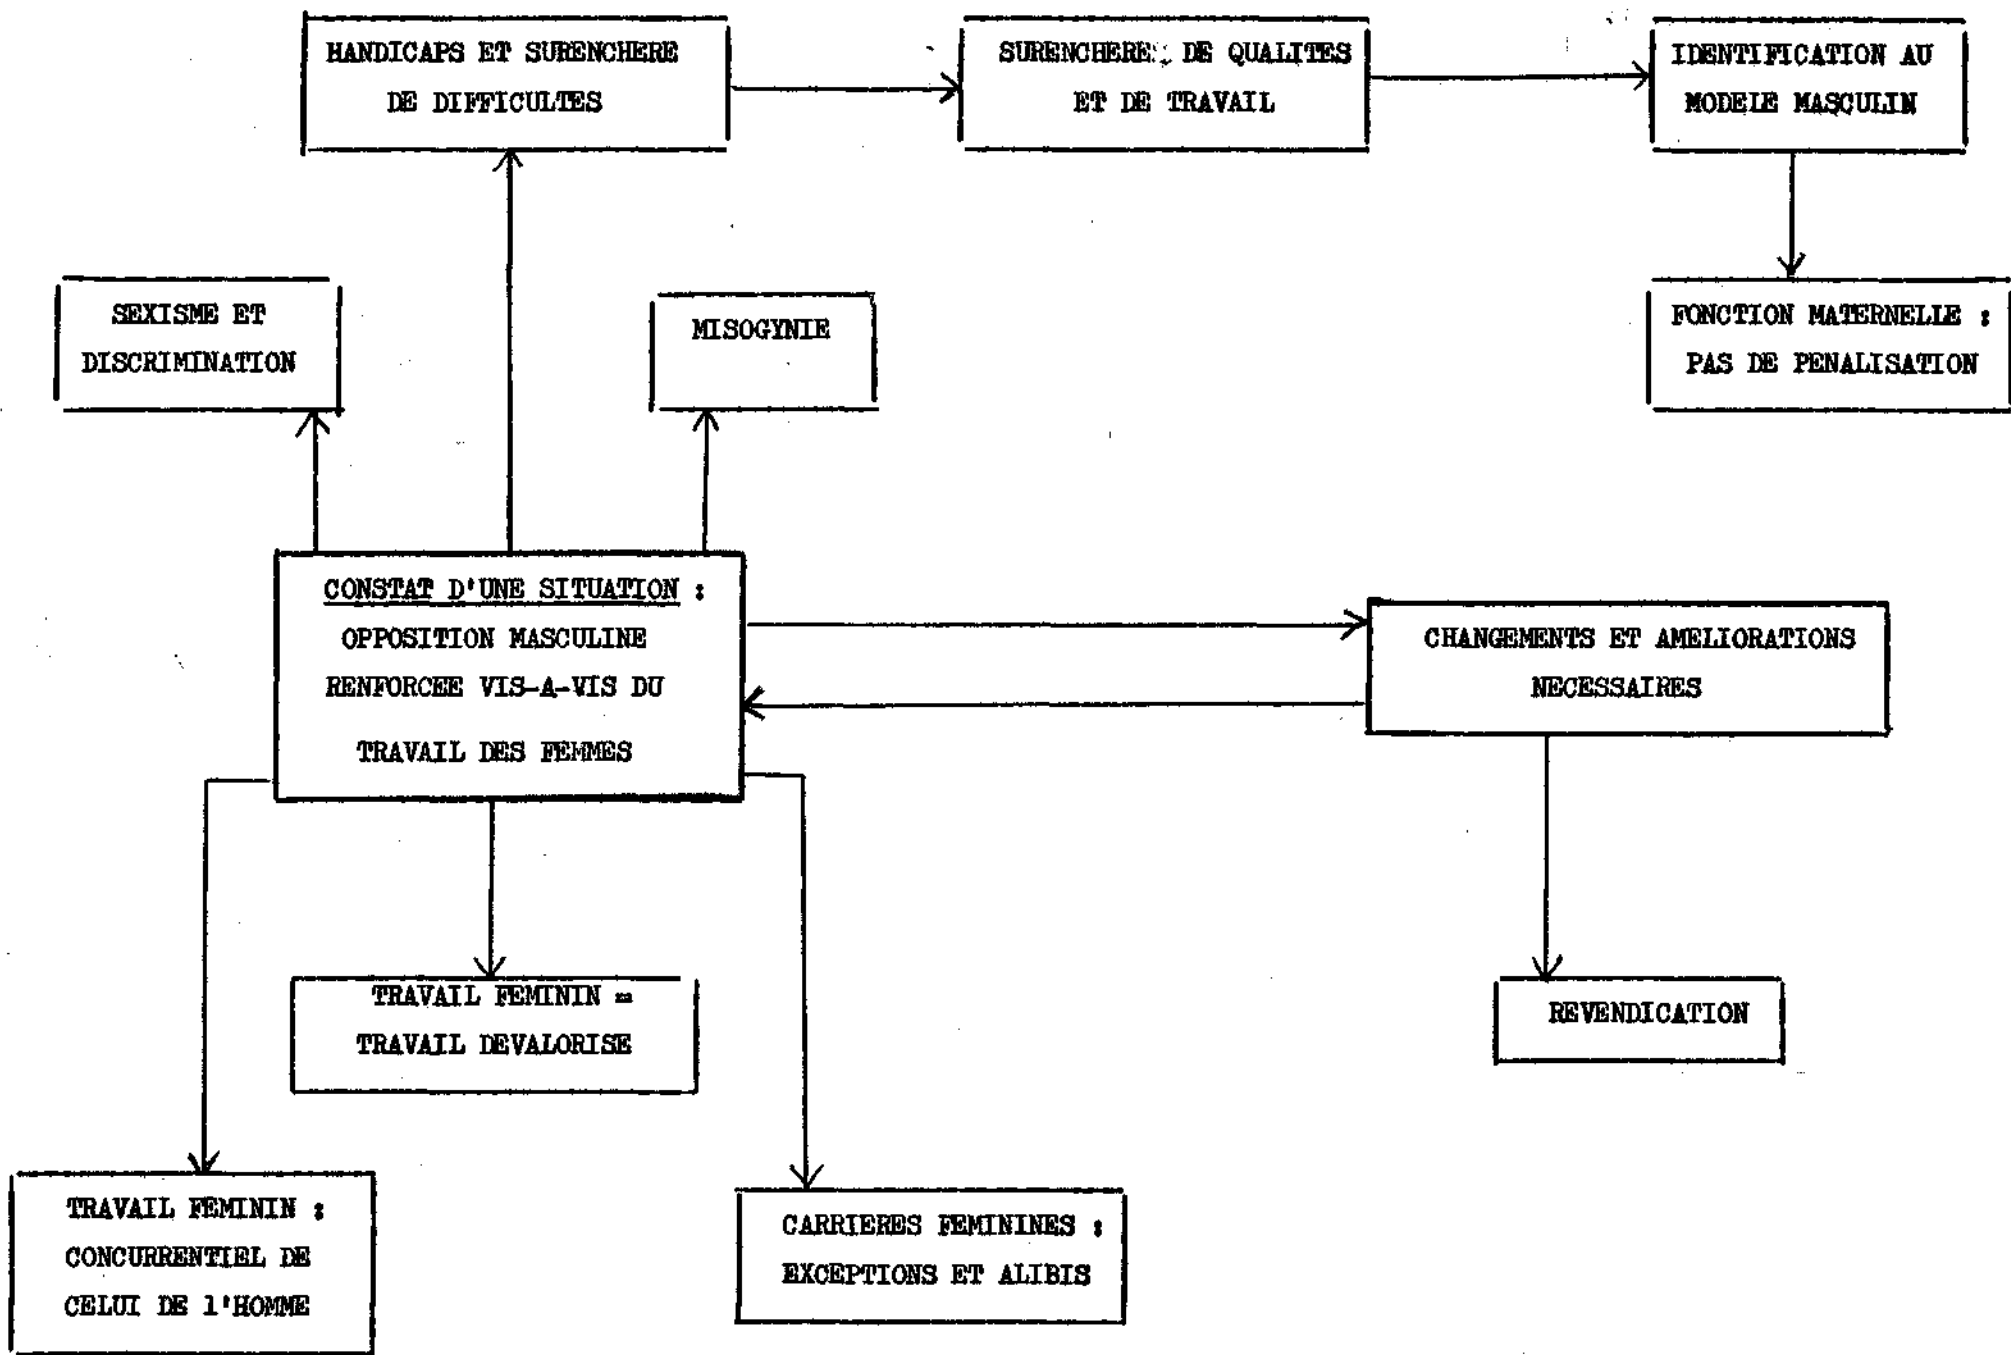 HANDICAPS ET SURENCHERE
DE DIFFICULTES
SURENCHERE DE QUALITES
ET DE TRAVAIL
IDENTIFICATION AU
MODELE MASCULIN
SEXISME ET
DISCRIMINATION
MISOGYNIE
FONCTION MATERNELLE :
PAS DE PENALISATION
CONSTAT D'UNE SITUATION :
OPPOSITION MASCULINE
RENFORCEE VIS-A-VIS DU
TRAVAIL DES FEMMES
CHANGEMENTS ET AMELIORATIONS
NECESSAIRES
TRAVAIL FEMININ =
TRAVAIL DEVALORISE
REVENDICATION
TRAVAIL FEMININ :
CONCURRENTIEL DE
CELUI DE l'HOMME
CARRIERES FEMININES :
EXCEPTIONS ET ALIBIS